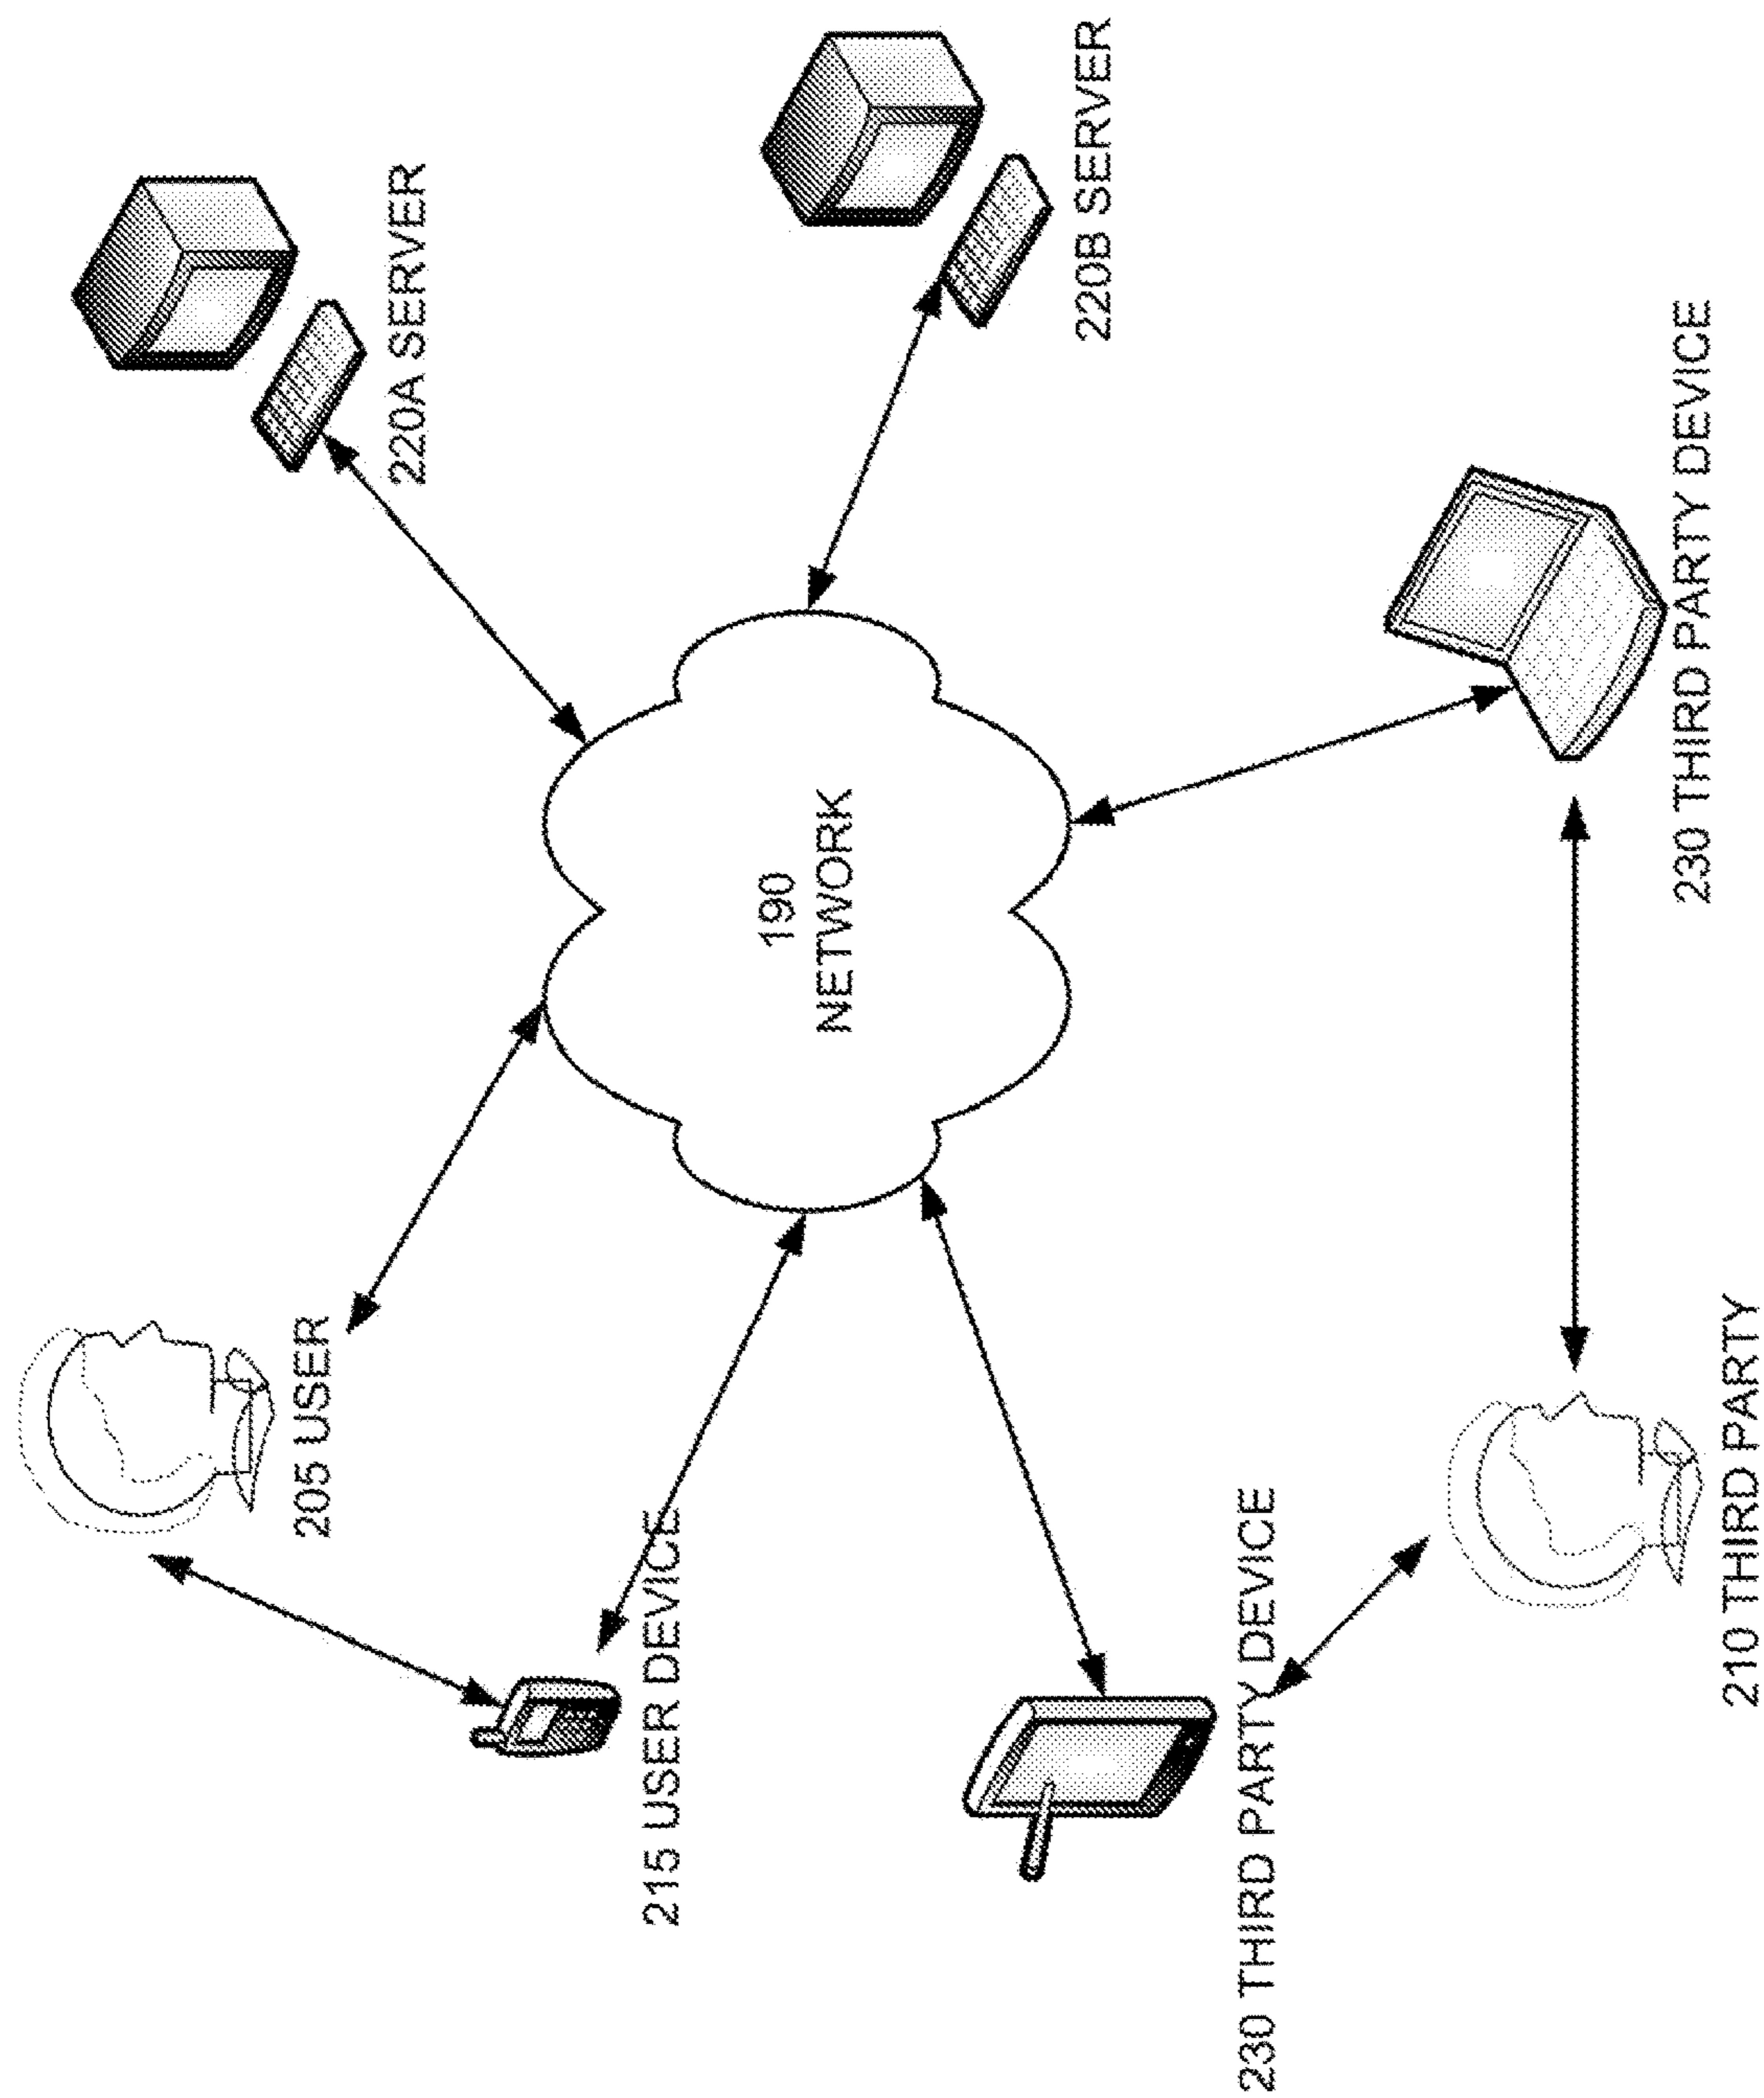 205 USER
220A SERVER
215 USER DEVICE
190
NETWORK
220B SERVER
230 THIRD PARTY DEVICE
230 THIRD PARTY DEVICE
210 THIRD PARTY